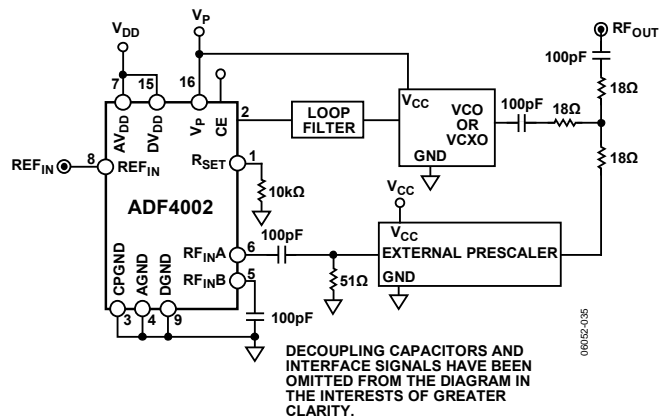 V_DD
V_P
RF_OUT
100pF
18Ω
7
15
16
AV_DD
DV_DD
V_P
CE
2
LOOP
FILTER
V_CC
VCO
OR
VCXO
GND
100pF
18Ω
18Ω
REF_IN
8
REF_IN
R_SET
1
10kΩ
ADF4002
V_CC
V_CC
EXTERNAL PRESCALER
GND
100pF
RF_INA
6
51Ω
RF_INB
5
100pF
CPGND
AGND
DGND
3
4
9
DECOUPLING CAPACITORS AND
INTERFACE SIGNALS HAVE BEEN
OMITTED FROM THE DIAGRAM IN
THE INTERESTS OF GREATER
CLARITY.
06052-035